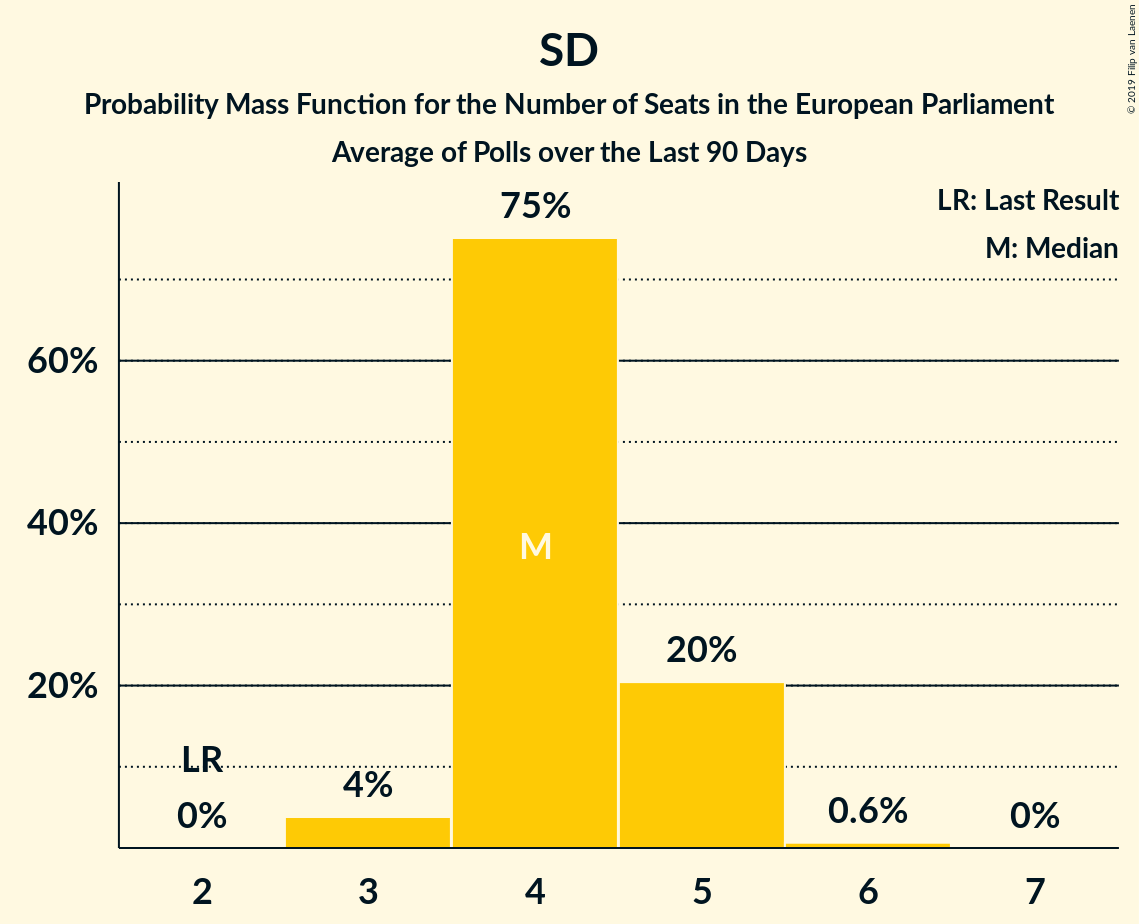 SD
Probability Mass Function for the Number of Seats in the European Parliament
Average of Polls over the Last 90 Days
© 2019 Filip van Laenen
LR: Last Result
M: Median
75%
60%
40%
M
20%
20%
LR
4%
0%
0.6%
0%
2 3 4 5 6 7